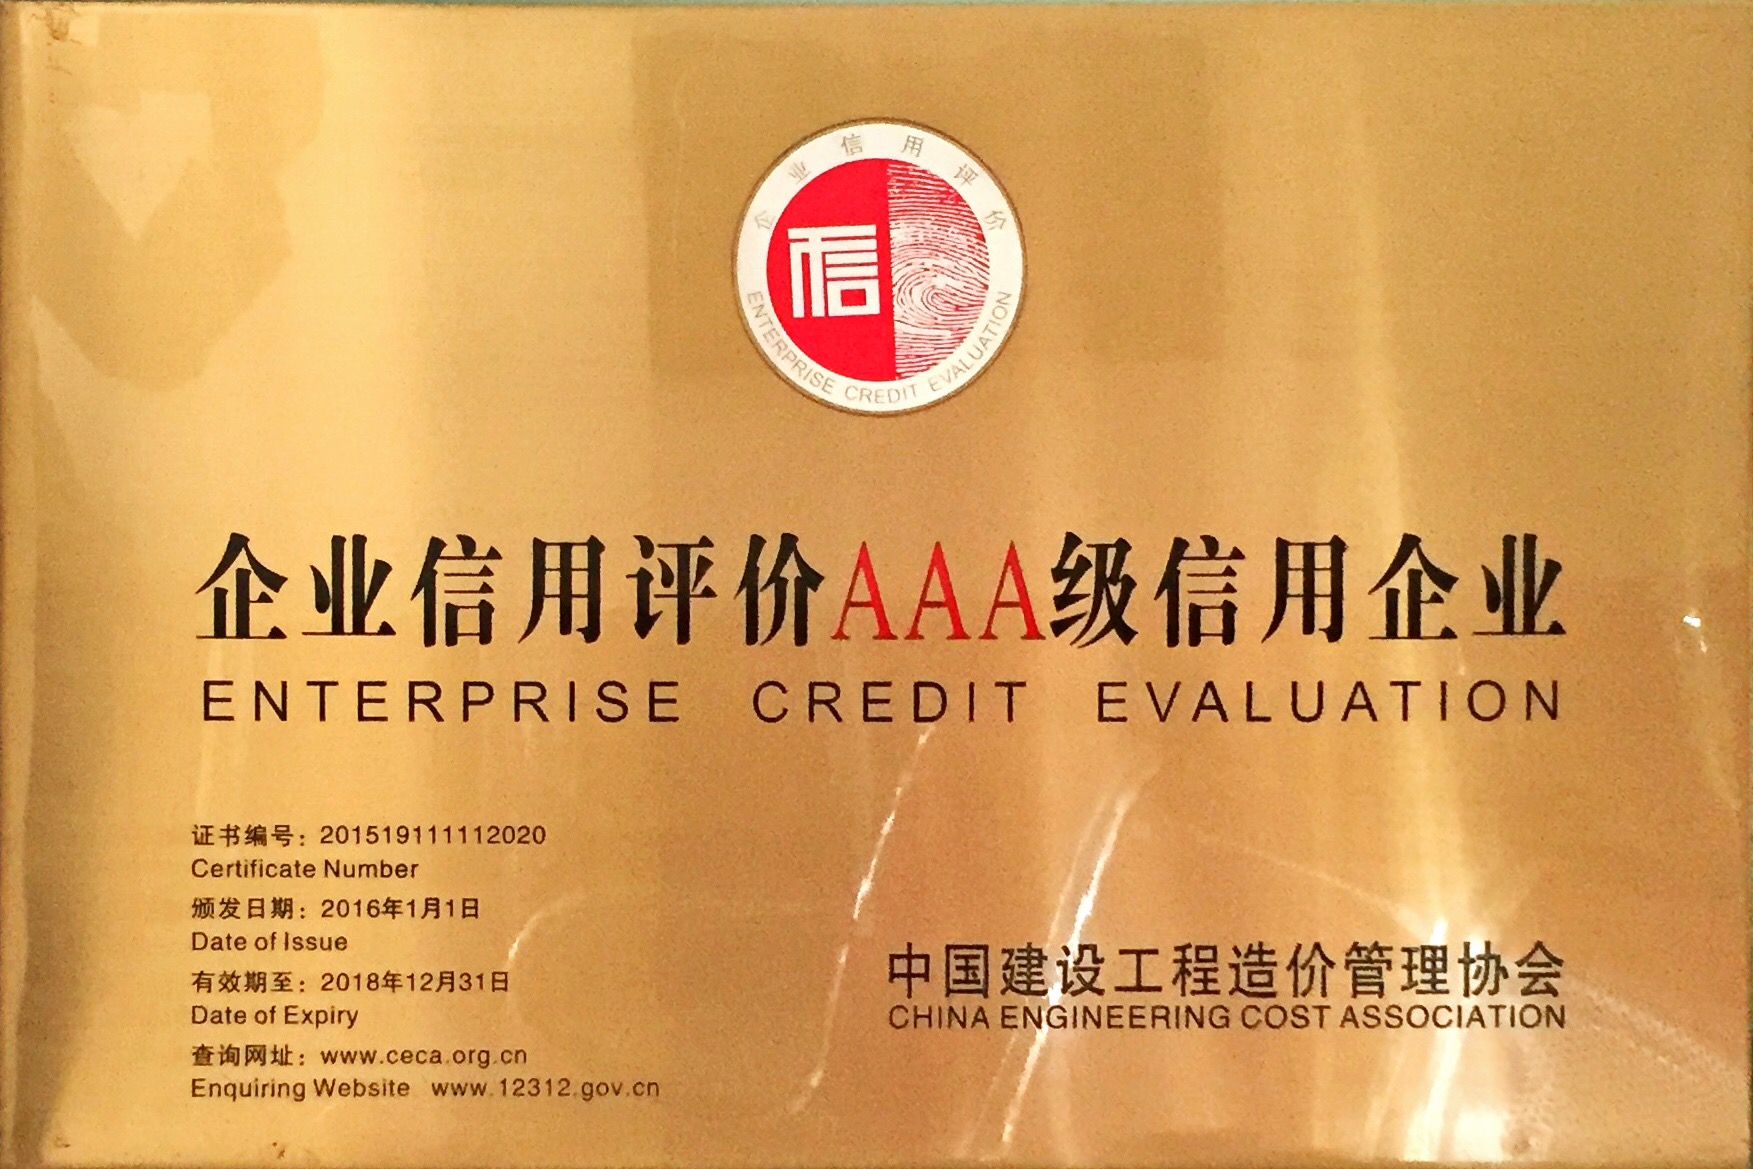 企业信用评价
信
ENTERPRISE CREDIT EVALUATION
企业信用评价AAA级信用企业
ENTERPRISE CREDIT EVALUATION
证书编号：201519111112020
Certificate Number
颁发日期：2016年1月1日
Date of Issue
有效期至：2018年12月31日
Date of Expiry
查询网址：www.ceca.org.cn
Enquiring Website www.12312.gov.cn
中国建设工程造价管理协会
CHINA ENGINEERING COST ASSOCIATION